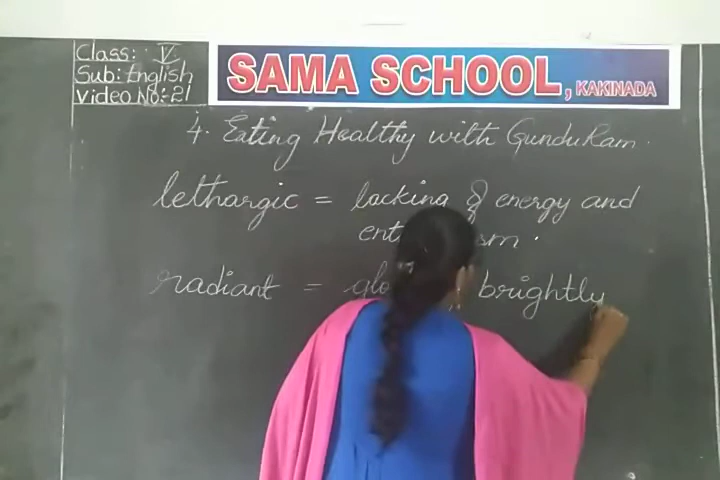 Class: V
Sub: English
Video No:-21
SAMA SCHOOL, KAKINADA
4. Eating Healthy with GunduRam.
lethargic = lacking of energy and
radiant = brightly